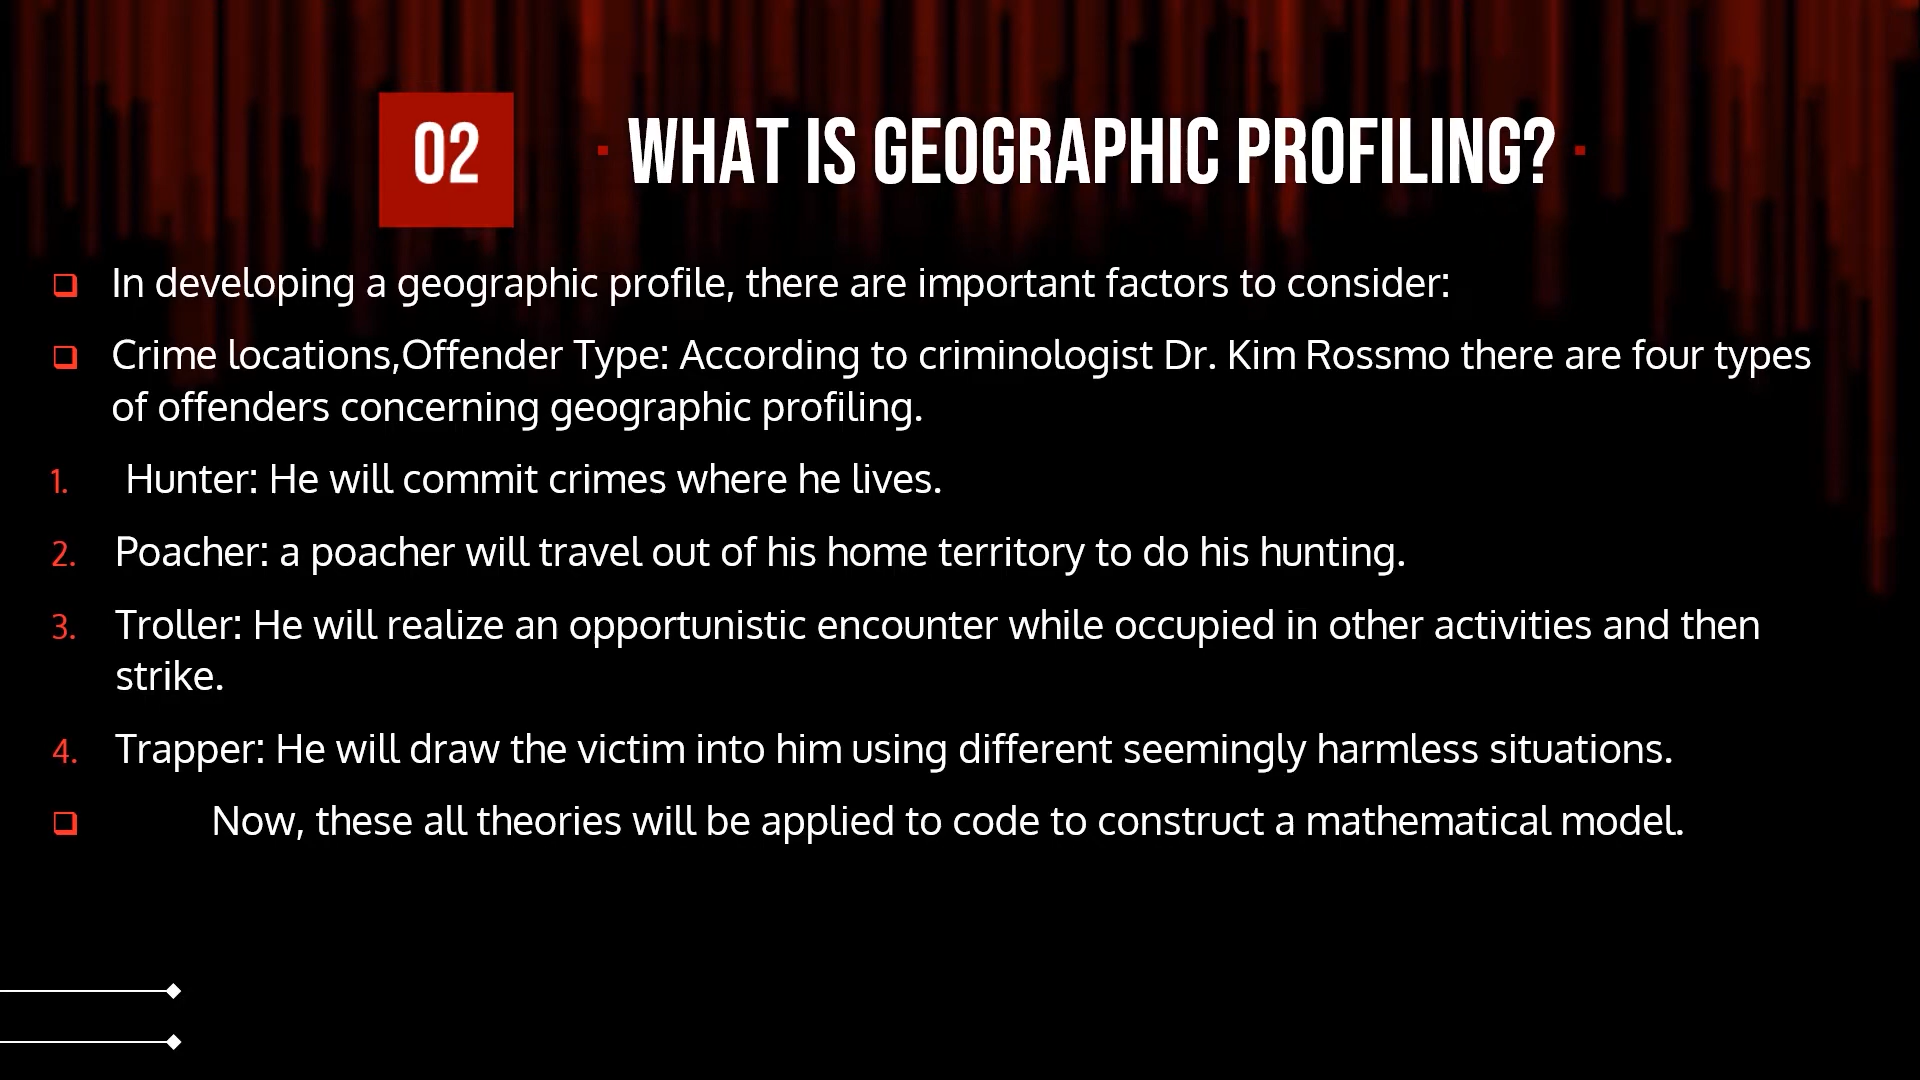 02
WHAT IS GEOGRAPHIC PROFILING?
In developing a geographic profile, there are important factors to consider:
Crime locations,Offender Type: According to criminologist Dr. Kim Rossmo there are four types
of offenders concerning geographic profiling.
1. Hunter: He will commit crimes where he lives.
2. Poacher: a poacher will travel out of his home territory to do his hunting.
3. Troller: He will realize an opportunistic encounter while occupied in other activities and then
strike.
4. Trapper: He will draw the victim into him using different seemingly harmless situations.
Now, these all theories will be applied to code to construct a mathematical model.